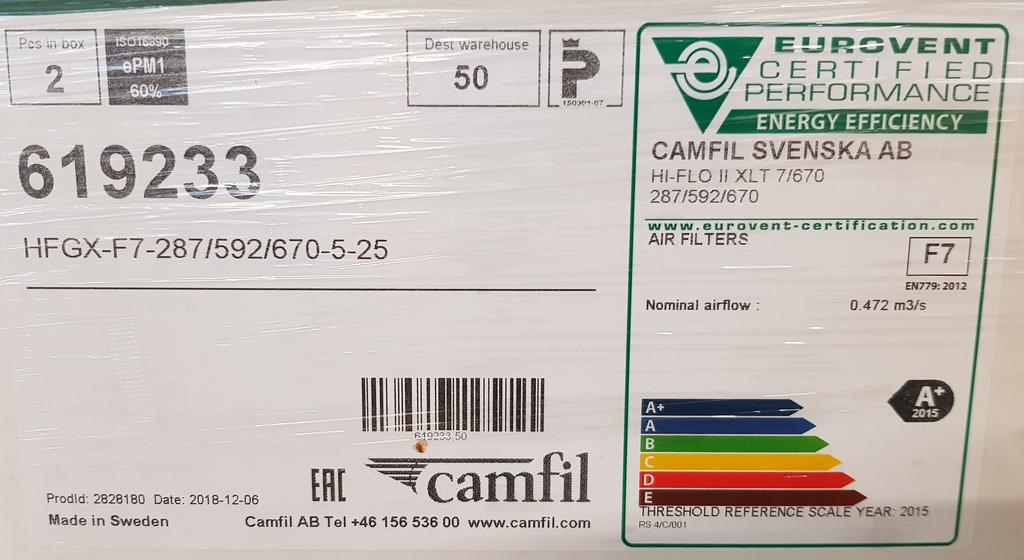 Pcs in box
2
ISO16890
ePM1
60%
Dest warehouse
50
P
150301-07
619233
HFGX-F7-287/592/670-5-25
619233,50
EAC
camfil
ProdId: 2828180 Date: 2018-12-06
Made in Sweden
Camfil AB Tel +46 156 536 00 www.camfil.com
e
EUROVENT
CERTIFIED
PERFORMANCE
ENERGY EFFICIENCY
CAMFIL SVENSKA AB
HI-FLO II XLT 7/670
287/592/670
www.eurovent-certification.com
AIR FILTERS
F7
EN779: 2012
Nominal airflow : 0.472 m3/s
A+
2015
A+
A
B
C
D
E
THRESHOLD REFERENCE SCALE YEAR: 2015
RS 4/C/001